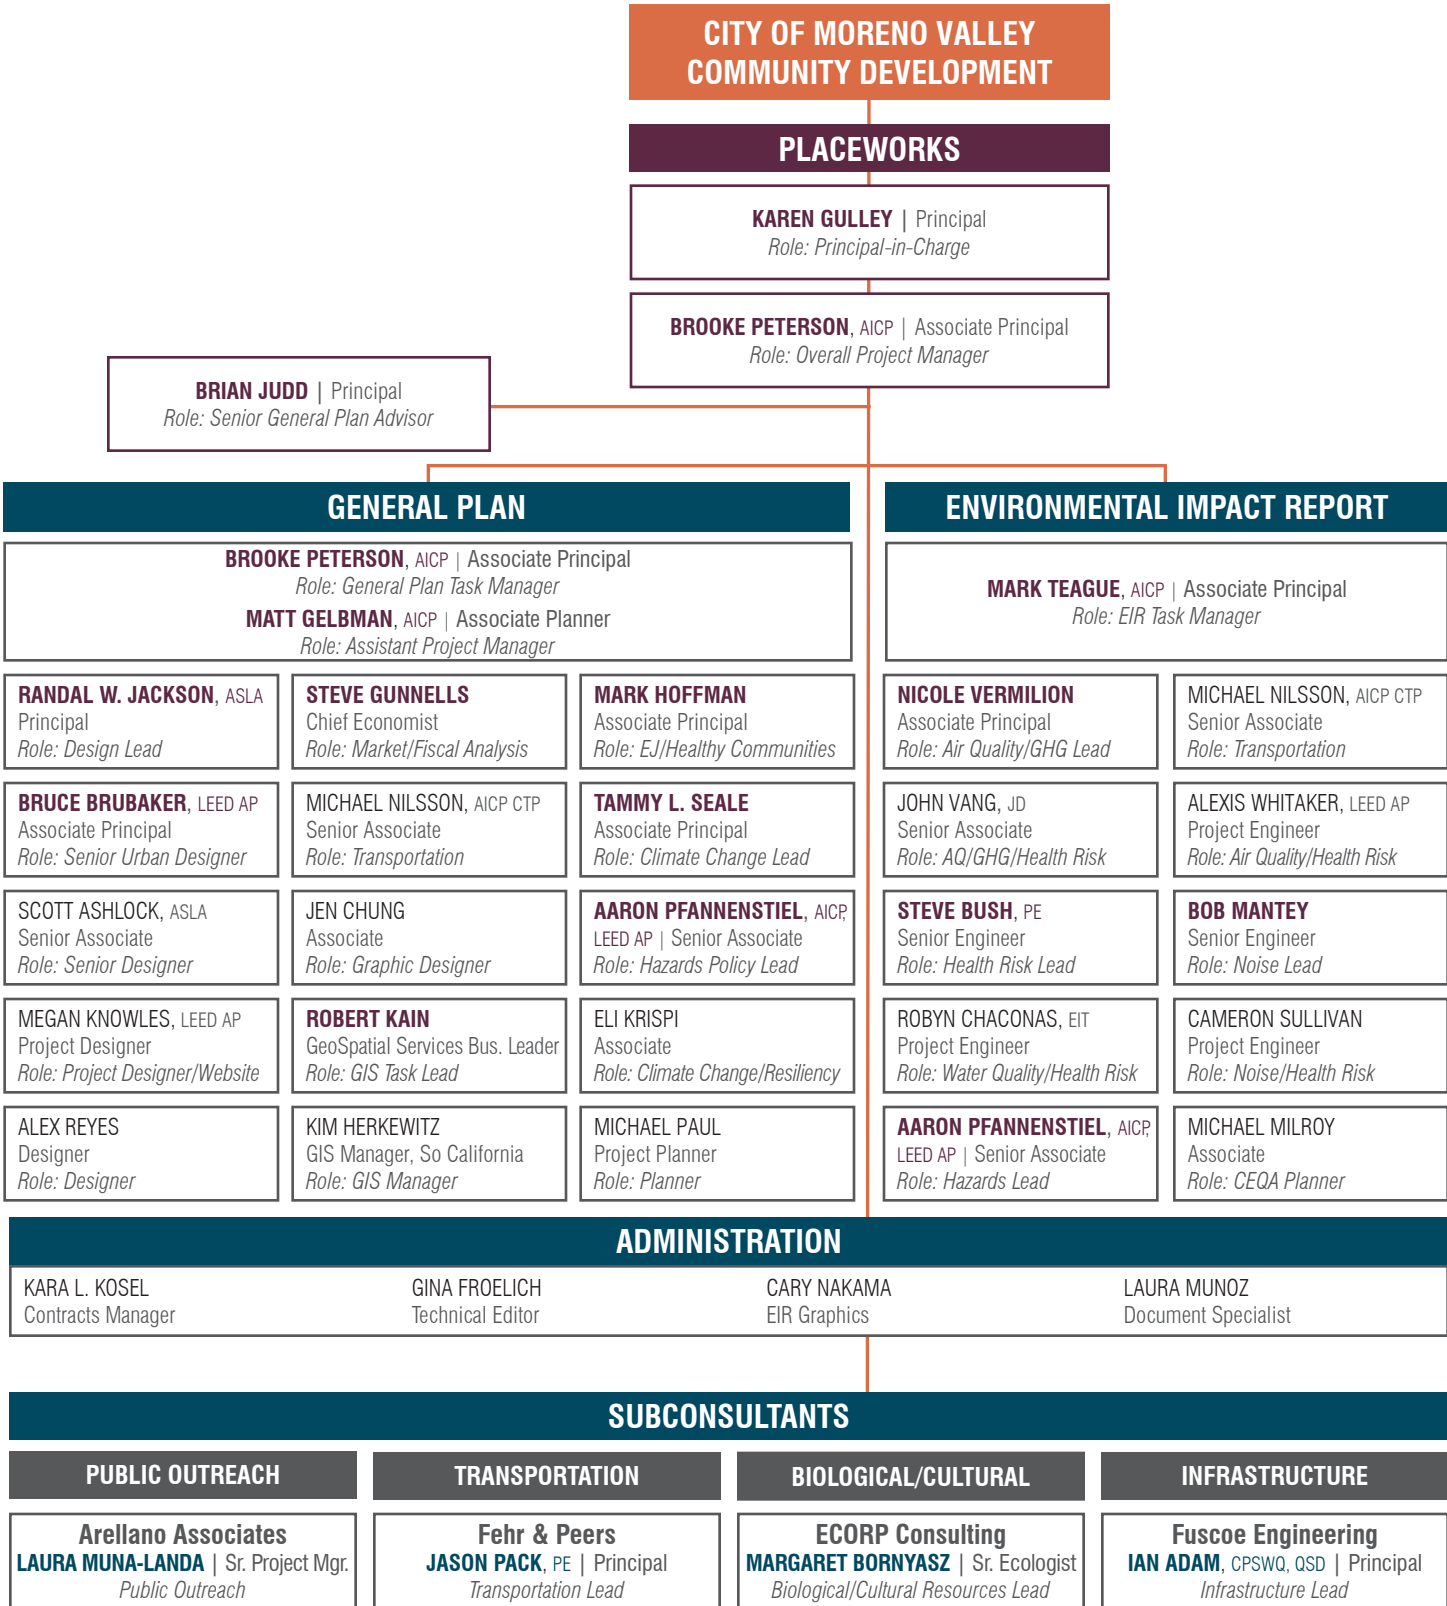 CITY OF MORENO VALLEY
COMMUNITY DEVELOPMENT
PLACEWORKS
KAREN GULLEY | Principal
Role: Principal-in-Charge
BROOKE PETERSON, AICP | Associate Principal
Role: Overall Project Manager
BRIAN JUDD | Principal
Role: Senior General Plan Advisor
GENERAL PLAN
BROOKE PETERSON, AICP | Associate Principal
Role: General Plan Task Manager
MATT GELBMAN, AICP | Associate Planner
Role: Assistant Project Manager
RANDAL W. JACKSON, ASLA
Principal
Role: Design Lead
STEVE GUNNELLS
Chief Economist
Role: Market/Fiscal Analysis
MARK HOFFMAN
Associate Principal
Role: EJ/Healthy Communities
BRUCE BRUBAKER, LEED AP
Associate Principal
Role: Senior Urban Designer
MICHAEL NILSSON, AICP CTP
Senior Associate
Role: Transportation
TAMMY L. SEALE
Associate Principal
Role: Climate Change Lead
SCOTT ASHLOCK, ASLA
Senior Associate
Role: Senior Designer
JEN CHUNG
Associate
Role: Graphic Designer
AARON PFANNENSTIEL, AICP,
LEED AP | Senior Associate
Role: Hazards Policy Lead
MEGAN KNOWLES, LEED AP
Project Designer
Role: Project Designer/Website
ROBERT KAIN
GeoSpatial Services Bus. Leader
Role: GIS Task Lead
ELI KRISPI
Associate
Role: Climate Change/Resiliency
ALEX REYES
Designer
Role: Designer
KIM HERKEWITZ
GIS Manager, So California
Role: GIS Manager
MICHAEL PAUL
Project Planner
Role: Planner
ENVIRONMENTAL IMPACT REPORT
MARK TEAGUE, AICP | Associate Principal
Role: EIR Task Manager
NICOLE VERMILION
Associate Principal
Role: Air Quality/GHG Lead
MICHAEL NILSSON, AICP CTP
Senior Associate
Role: Transportation
JOHN VANG, JD
Senior Associate
Role: AQ/GHG/Health Risk
ALEXIS WHITAKER, LEED AP
Project Engineer
Role: Air Quality/Health Risk
STEVE BUSH, PE
Senior Engineer
Role: Health Risk Lead
BOB MANTEY
Senior Engineer
Role: Noise Lead
ROBYN CHACONAS, EIT
Project Engineer
Role: Water Quality/Health Risk
CAMERON SULLIVAN
Project Engineer
Role: Noise/Health Risk
AARON PFANNENSTIEL, AICP,
LEED AP | Senior Associate
Role: Hazards Lead
MICHAEL MILROY
Associate
Role: CEQA Planner
ADMINISTRATION
KARA L. KOSEL
Contracts Manager
GINA FROELICH
Technical Editor
CARY NAKAMA
EIR Graphics
LAURA MUNOZ
Document Specialist
SUBCONSULTANTS
PUBLIC OUTREACH
Arellano Associates
LAURA MUNA-LANDA | Sr. Project Mgr.
Public Outreach
TRANSPORTATION
Fehr & Peers
JASON PACK, PE | Principal
Transportation Lead
BIOLOGICAL/CULTURAL
ECORP Consulting
MARGARET BORNYASZ | Sr. Ecologist
Biological/Cultural Resources Lead
INFRASTRUCTURE
Fuscoe Engineering
IAN ADAM, CPSWQ, QSD | Principal
Infrastructure Lead